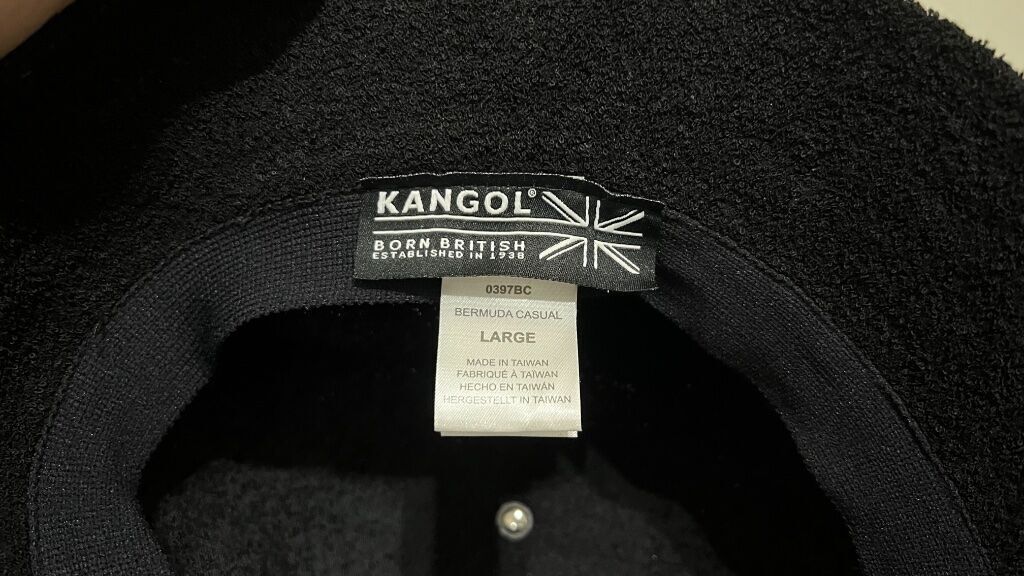 KANGOL®
BORN BRITISH
ESTABLISHED IN 1938
0397BC
BERMUDA CASUAL
LARGE
MADE IN TAIWAN
FABRIQUÉ À TAIWAN
HECHO EN TAIWÁN
HERGESTELLT IN TAIWAN